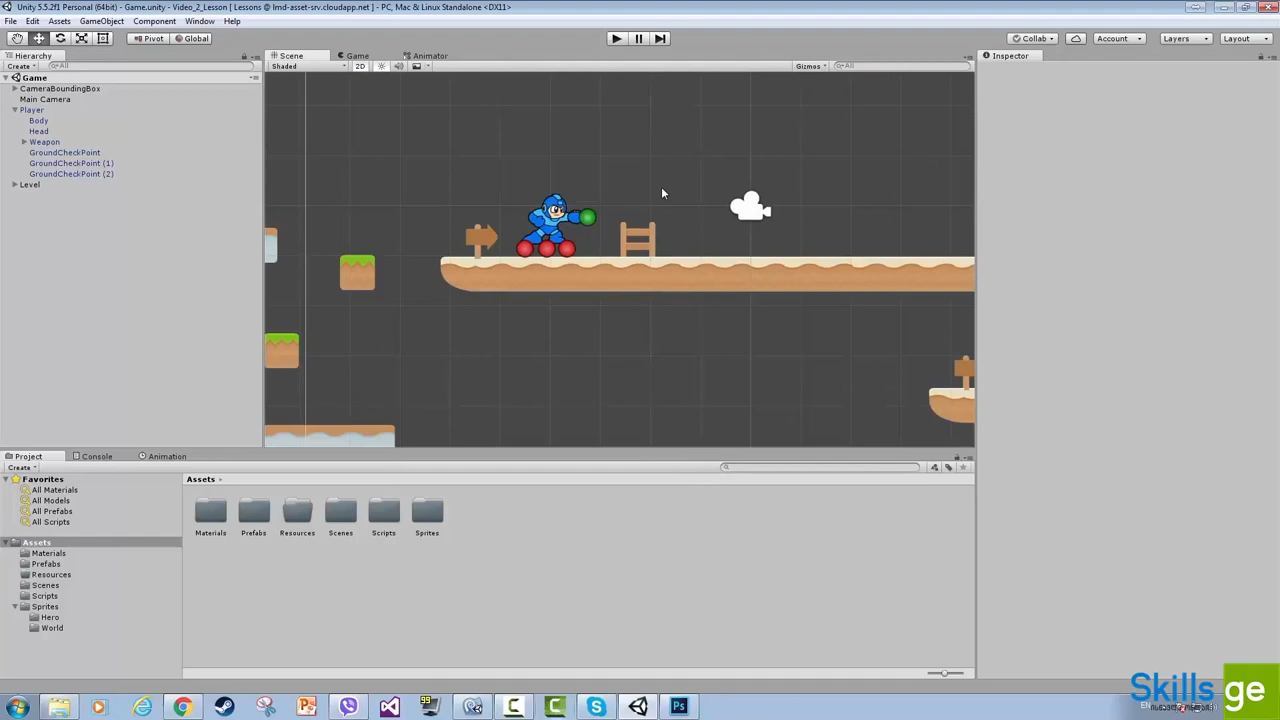 Unity 5.5.2f1 Personal (64bit) - Game.unity - Video_2_Lesson [ Lessons @ lmd-asset-srv.cloudapp.net ] - PC, Mac & Linux Standalone <DX11>
File Edit Assets GameObject Component Window Help
Pivot Global Collab Account Layers Layout
Hierarchy Scene Game Animator Inspector
Create All Shaded 2D Gizmos All
Game
CameraBoundingBox
Main Camera
Player
Body
Head
Weapon
GroundCheckPoint
GroundCheckPoint (1)
GroundCheckPoint (2)
Level
Project Console Animation
Create
Favorites
All Materials
All Models
All Prefabs
All Scripts
Assets
Materials
Prefabs
Resources
Scenes
Scripts
Sprites
Hero
World
Assets
Materials Prefabs Resources Scenes Scripts Sprites
99
Skills ge